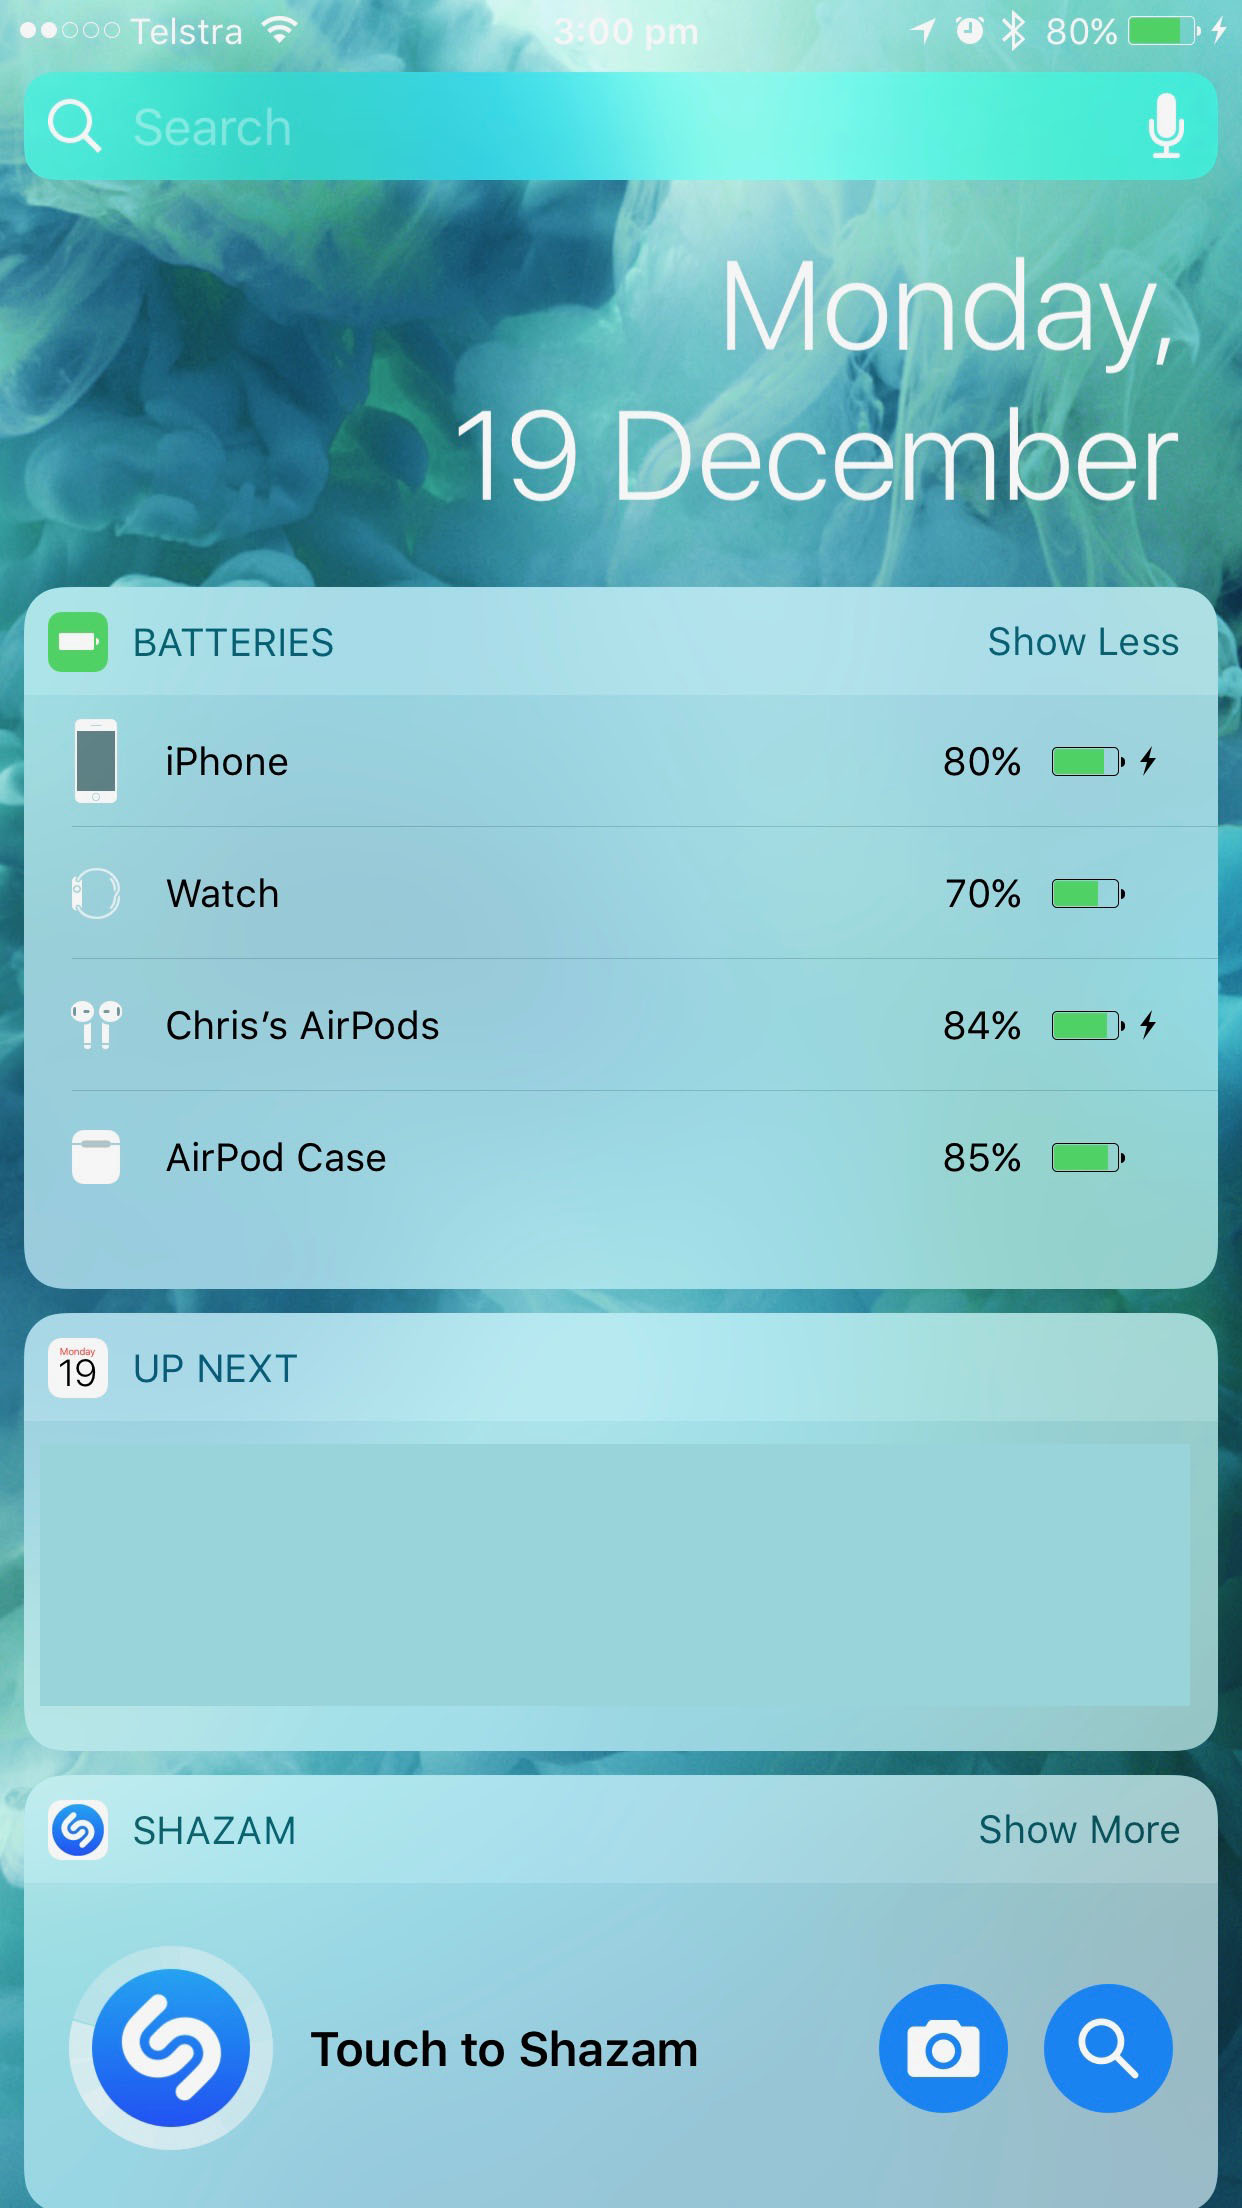 Telstra 3:00 pm 80%
Search
Monday,
19 December
BATTERIES Show Less
iPhone 80%
Watch 70%
Chris’s AirPods 84%
AirPod Case 85%
Monday
19 UP NEXT
SHAZAM Show More
Touch to Shazam